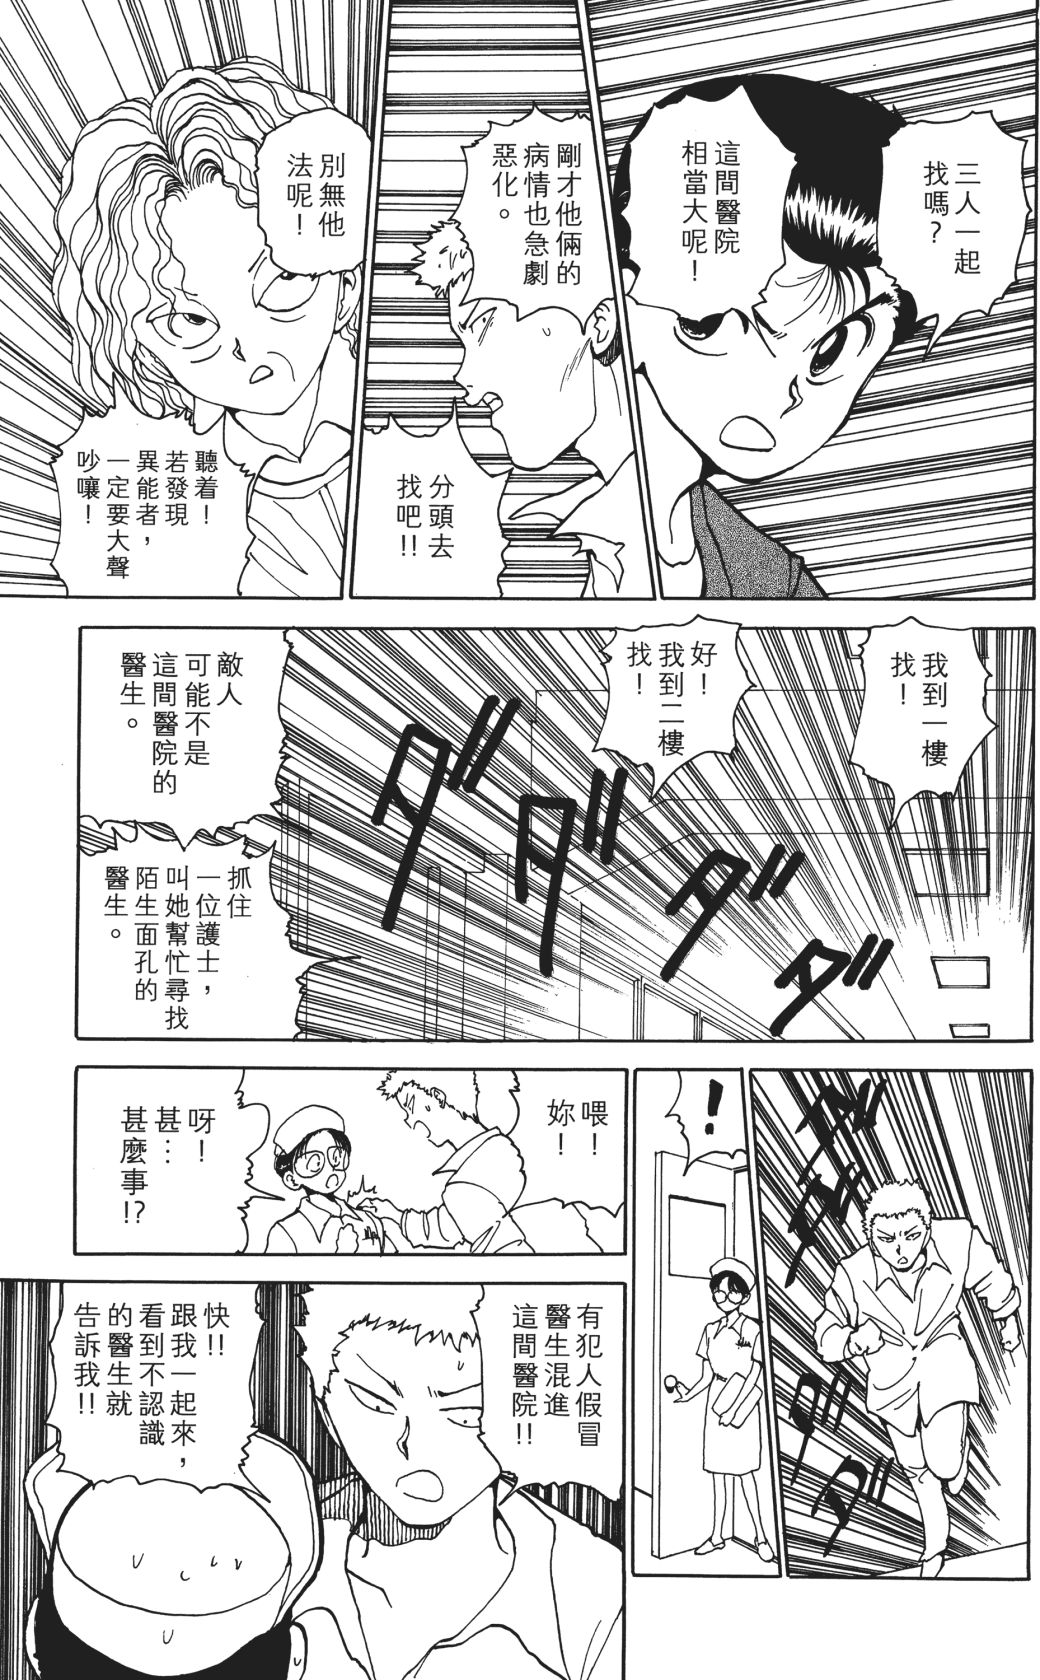 三人一起
找嗎?
這間醫院
相當大呢!
剛才他倆的
病情也急劇
惡化。
分頭去
找吧!!
別無他
法呢!
聽着!
若發現
異能者,
一定要大聲
吵嚷!
我到一樓
找!
好!
我到二樓
找!
ダダダダダ
敵人
可能不是
這間醫院的
醫生。
抓住
一位護士,
叫她幫忙尋找
陌生面孔的
醫生。
ダダダダ
!
喂!
妳!
呀!
甚…
甚麼事!?
有犯人假冒
醫生混進
這間醫院!!
快!!
跟我一起來,
看到不認識
的醫生就
告訴我!!